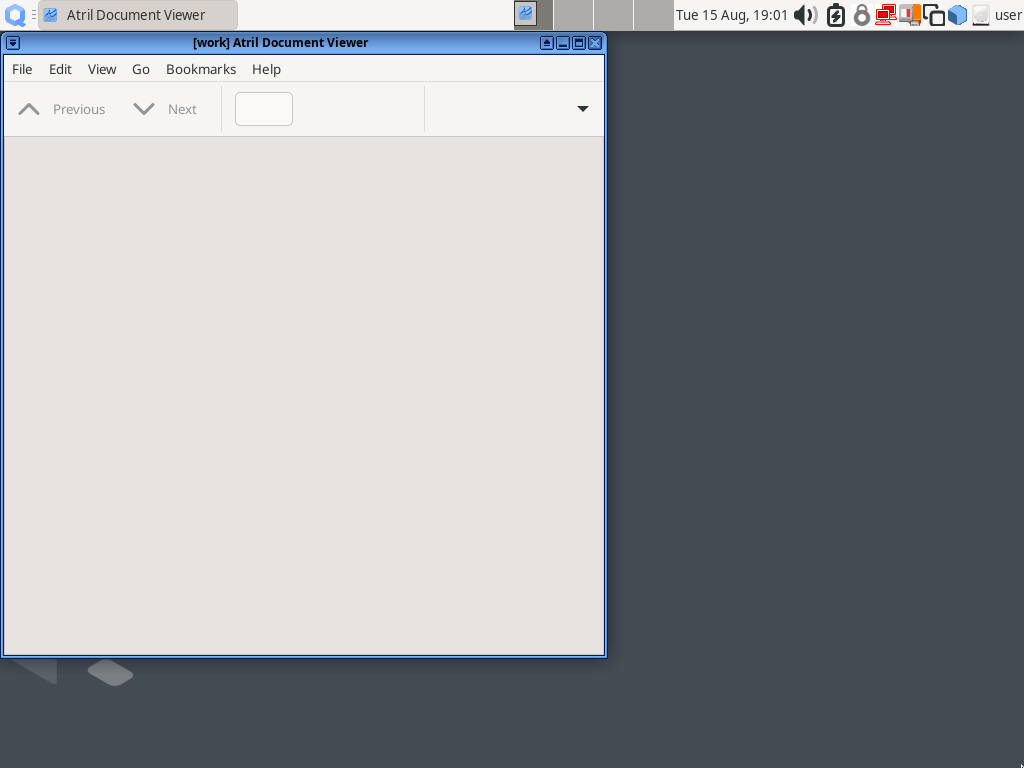 Atril Document Viewer
Tue 15 Aug, 19:01
user
[work] Atril Document Viewer
File Edit View Go Bookmarks Help
Previous Next